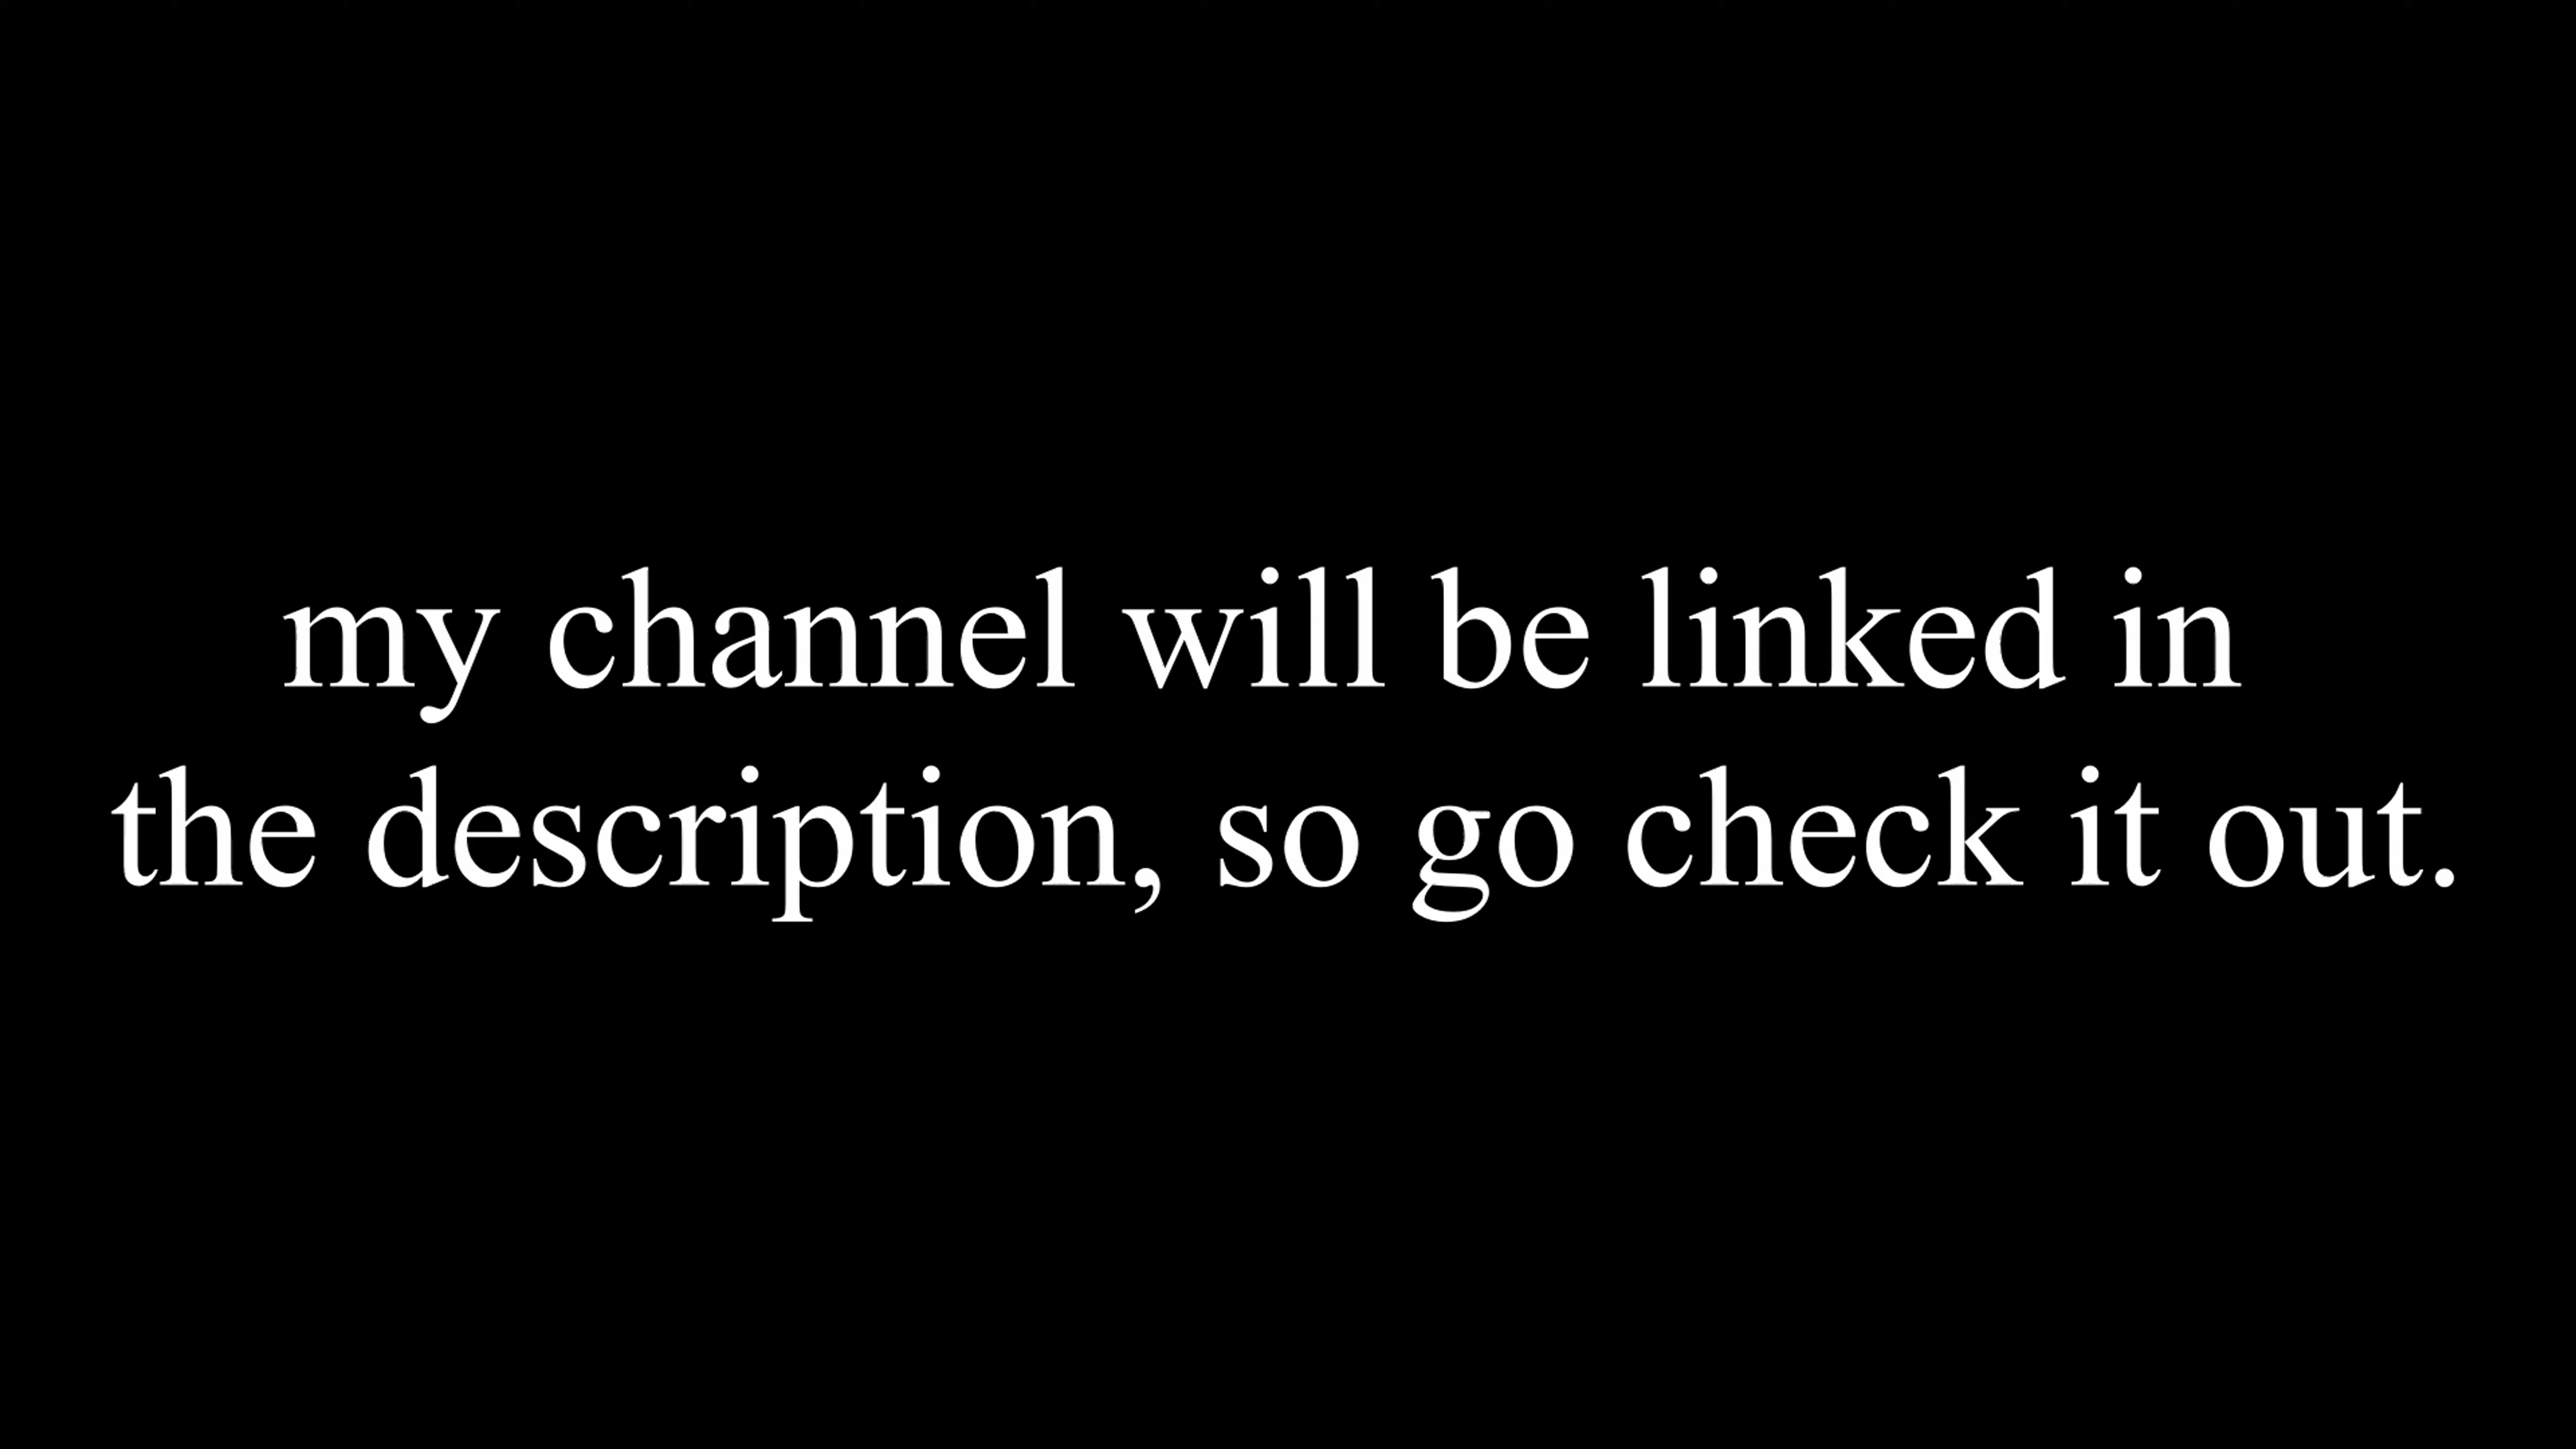 my channel will be linked in
the description, so go check it out.